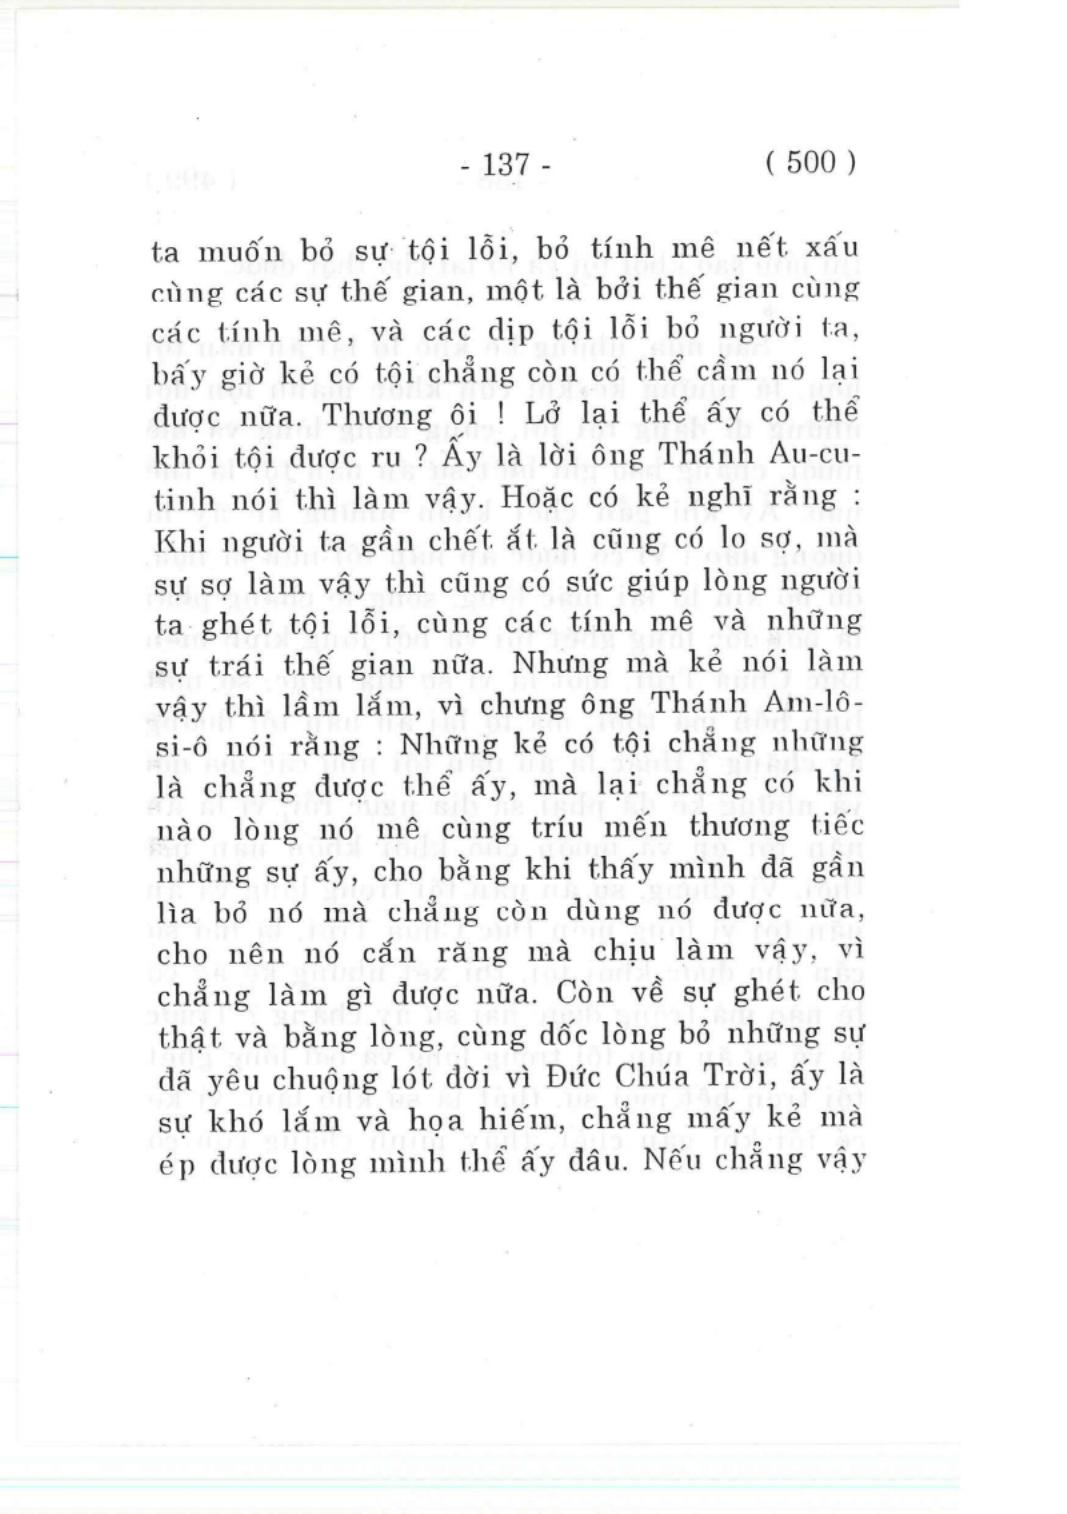 - 137 - ( 500 )
ta muốn bỏ sự tội lỗi, bỏ tính mê nết xấu
cùng các sự thế gian, một là bởi thế gian cùng
các tính mê, và các dịp tội lỗi bỏ người ta,
bấy giờ kẻ có tội chẳng còn có thể cầm nó lại
được nữa. Thương ôi ! Lở lại thể ấy có thể
khỏi tội được ru ? Ấy là lời ông Thánh Au-cu-
tinh nói thì làm vậy. Hoặc có kẻ nghĩ rằng :
Khi người ta gần chết ắt là cũng có lo sợ, mà
sự sợ làm vậy thì cũng có sức giúp lòng người
ta ghét tội lỗi, cùng các tính mê và những
sự trái thế gian nữa. Nhưng mà kẻ nói làm
vậy thì lầm lắm, vì chưng ông Thánh Am-lô-
si-ô nói rằng : Những kẻ có tội chẳng những
là chẳng được thể ấy, mà lại chẳng có khi
nào lòng nó mê cùng tríu mến thương tiếc
những sự ấy, cho bằng khi thấy mình đã gần
lìa bỏ nó mà chẳng còn dùng nó được nữa,
cho nên nó cắn răng mà chịu làm vậy, vì
chẳng làm gì được nữa. Còn về sự ghét cho
thật và bằng lòng, cùng dốc lòng bỏ những sự
đã yêu chuộng lót đời vì Đức Chúa Trời, ấy là
sự khó lắm và họa hiếm, chẳng mấy kẻ mà
ép được lòng mình thể ấy đâu. Nếu chẳng vậy